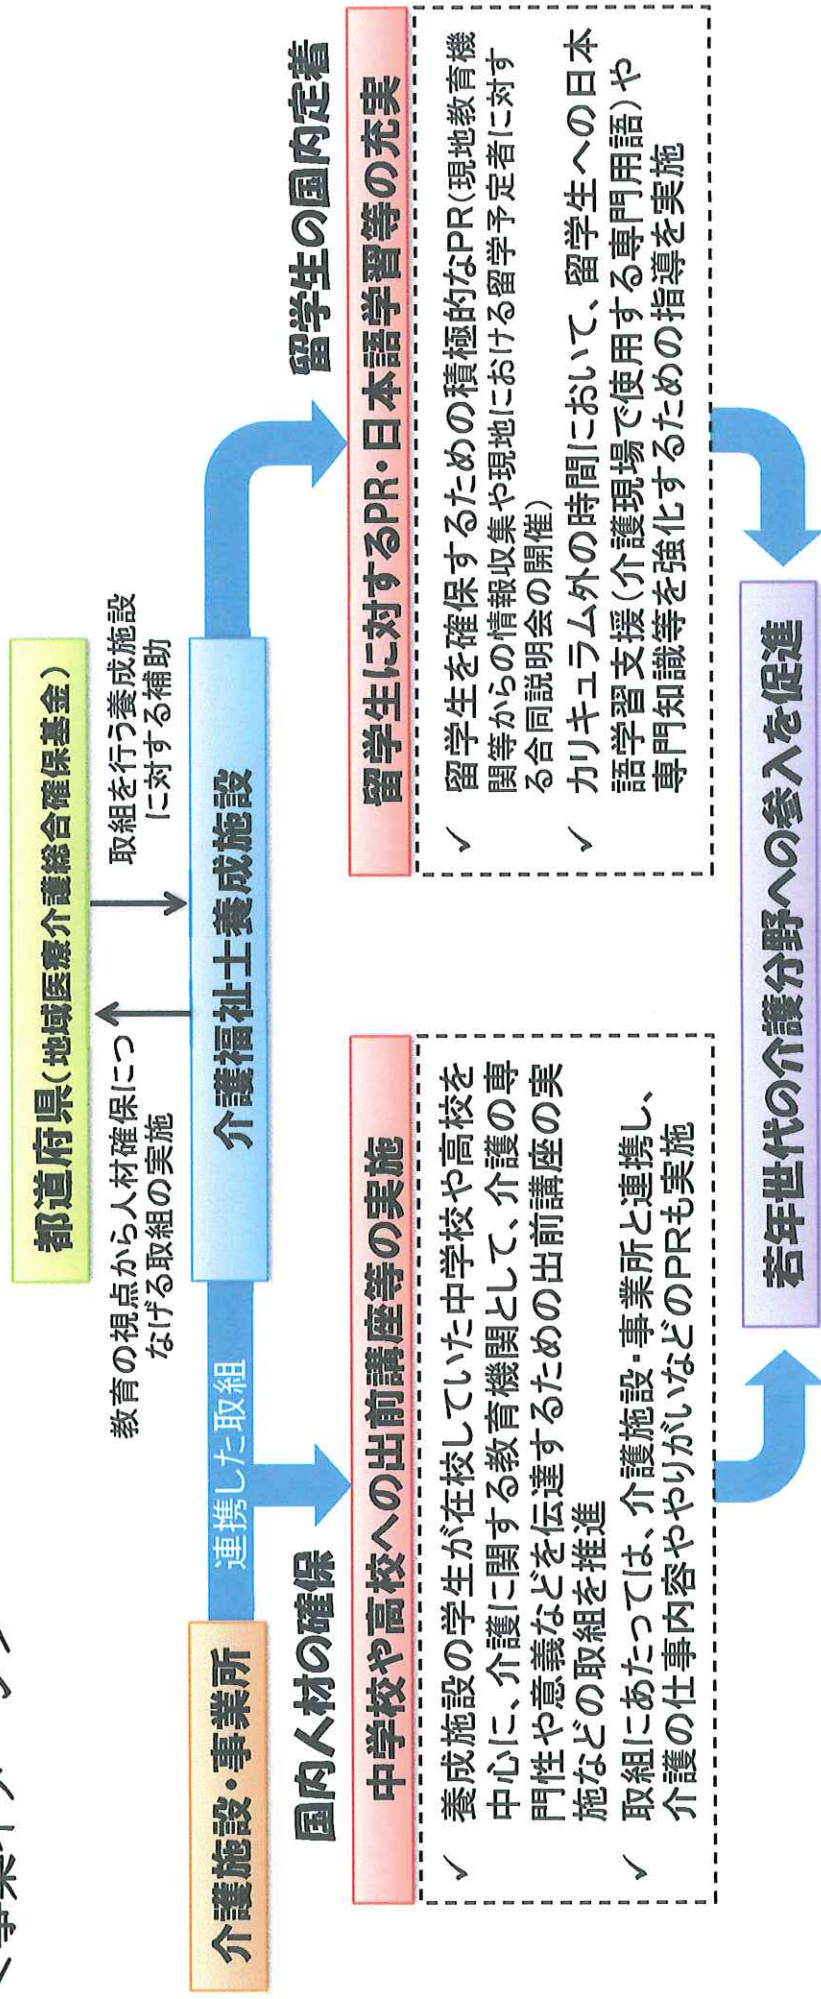 都道府県(地域医療介護総合確保基金)
教育の視点から人材確保につ
なげる取組の実施
取組を行う養成施設
に対する補助
介護施設・事業所
連携した取組
介護福祉士養成施設
国内人材の確保
中学校や高校への出前講座等の実施
✓ 養成施設の学生が在校していた中学校や高校を
中心に、介護に関する教育機関として、介護の専
門性や意義などを伝達するための出前講座の実
施などの取組を推進
✓ 取組にあたっては、介護施設・事業所と連携し、
介護の仕事内容ややりがいなどのPRも実施
留学生の国内定着
留学生に対するPR・日本語学習等の充実
✓ 留学生を確保するための積極的なPR(現地教育機
関等からの情報収集や現地における留学予定者に対す
る合同説明会の開催)
✓ カリキュラム外の時間において、留学生への日本
語学習支援(介護現場で使用する専門用語)や
専門知識等を強化するための指導を実施
若年世代の介護分野への参入を促進